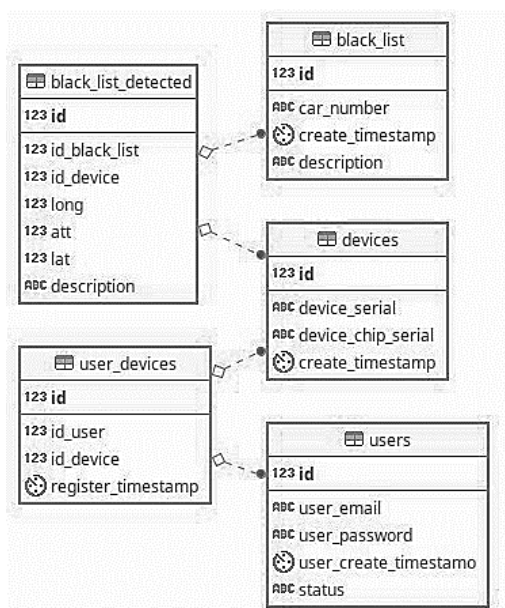 black_list
123 id
ABC car_number
create_timestamp
ABC description
black_list_detected
123 id
123 id_black_list
123 id_device
123 long
123 att
123 lat
ABC description
devices
123 id
ABC device_serial
ABC device_chip_serial
create_timestamp
user_devices
123 id
123 id_user
123 id_device
register_timestamp
users
123 id
ABC user_email
ABC user_password
user_create_timestamo
ABC status